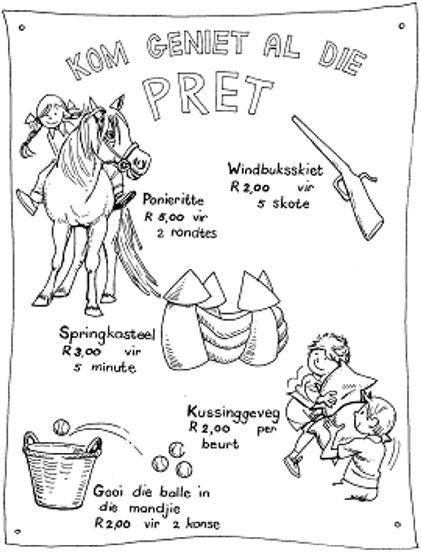 KOM GENIET AL DIE
PRET
Windbuksskiet
R 2,00 vir
5 skote
Ponieritte
R 5,00 vir
2 rondtes
Springkasteel
R 3,00 vir
5 minute
Kussinggeveg
R 2,00 per
beurt
Gooi die balle in
die mandjie
R 2,00 vir 2 kanse